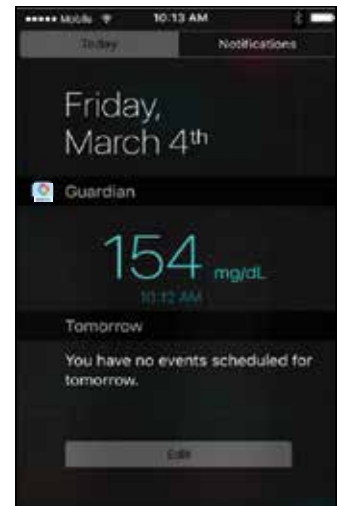 Mobile 10:13 AM
Today Notifications
Friday,
March 4th
Guardian
154 mg/dL
10:12 AM
Tomorrow
You have no events scheduled for
tomorrow.
Edit